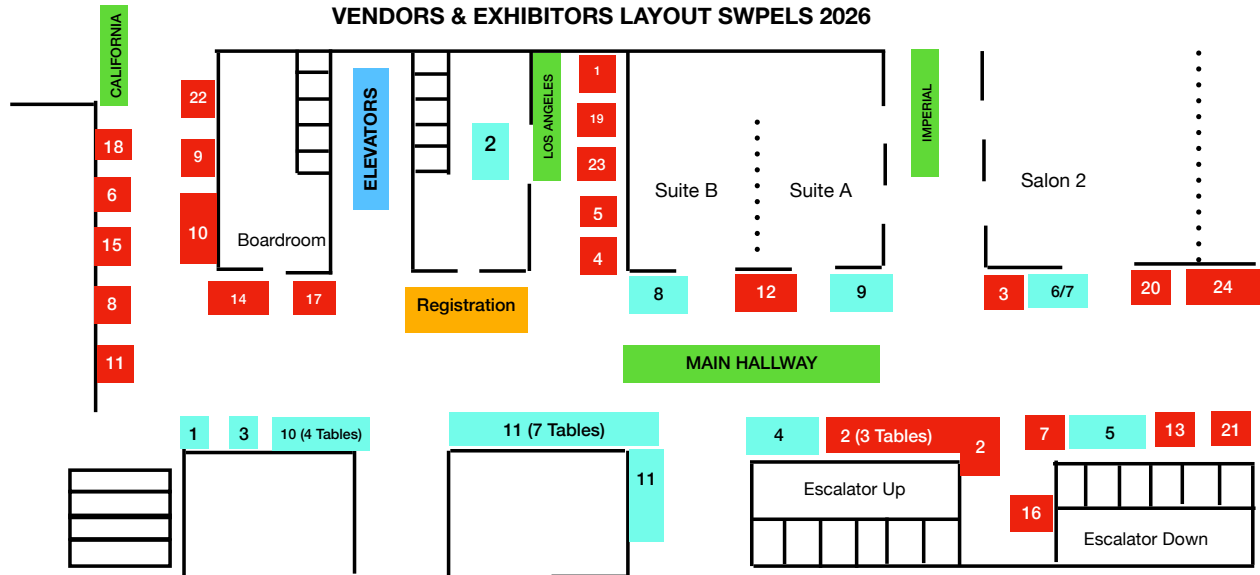 VENDORS & EXHIBITORS LAYOUT SWPELS 2026
CALIFORNIA
ELEVATORS
LOS ANGELES
IMPERIAL
22
1
18
9
2
19
23
6
Suite B
Suite A
Salon 2
10
5
15
Boardroom
4
8
14
17
Registration
8
12
9
3
6/7
20
24
11
MAIN HALLWAY
1
3
10 (4 Tables)
11 (7 Tables)
4
2 (3 Tables)
2
7
5
13
21
11
Escalator Up
16
Escalator Down